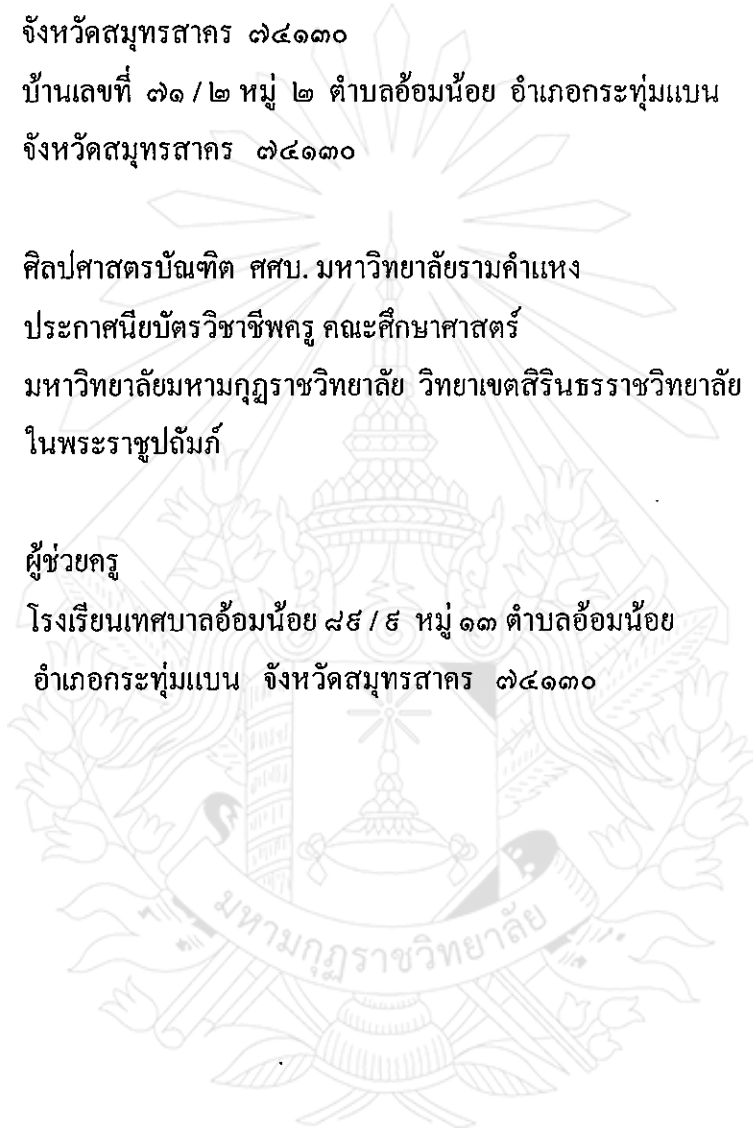 จังหวัดสมุทรสาคร ๗๔๑๓๐
บ้านเลขที่ ๗๑ / ๒ หมู่ ๒ ตำบลอ้อมน้อย อำเภอกระทุ่มแบน
จังหวัดสมุทรสาคร ๗๔๑๓๐
ศิลปศาสตรบัณฑิต ศศบ. มหาวิทยาลัยรามคำแหง
ประกาศนียบัตรวิชาชีพครู คณะศึกษาศาสตร์
มหาวิทยาลัยมหามกุฏราชวิทยาลัย วิทยาเขตสิรินธรราชวิทยาลัย
ในพระราชูปถัมภ์
ผู้ช่วยครู
โรงเรียนเทศบาลอ้อมน้อย ๘๙ / ๙ หมู่ ๑๓ ตำบลอ้อมน้อย
อำเภอกระทุ่มแบน จังหวัดสมุทรสาคร ๗๔๑๓๐
มหามกุฏราชวิทยาลัย